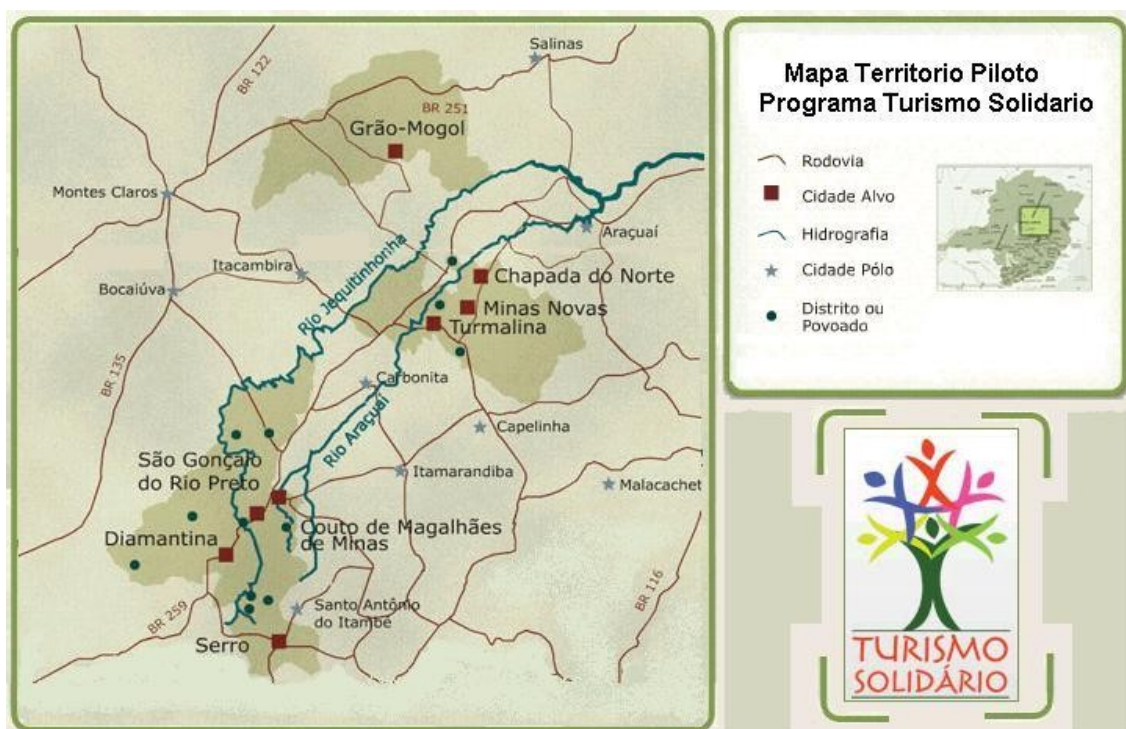 Salinas
BR 122
BR 251
Grão-Mogol
Montes Claros
Araçuaí
Rio Jequitinhonha
Itacambira
Chapada do Norte
Bocaiúva
Minas Novas
Turmalina
BR 135
Carbonita
Rio Araçuaí
Capelinha
São Gonçalo
do Rio Preto
Itamarandiba
Malacachet
Couto de Magalhães
de Minas
Diamantina
BR 116
BR 259
Santo Antônio
do Itambé
Serro
Mapa Territorio Piloto
Programa Turismo Solidario
Rodovia
Cidade Alvo
Hidrografia
Cidade Pólo
Distrito ou
Povoado
TURISMO
SOLIDÁRIO